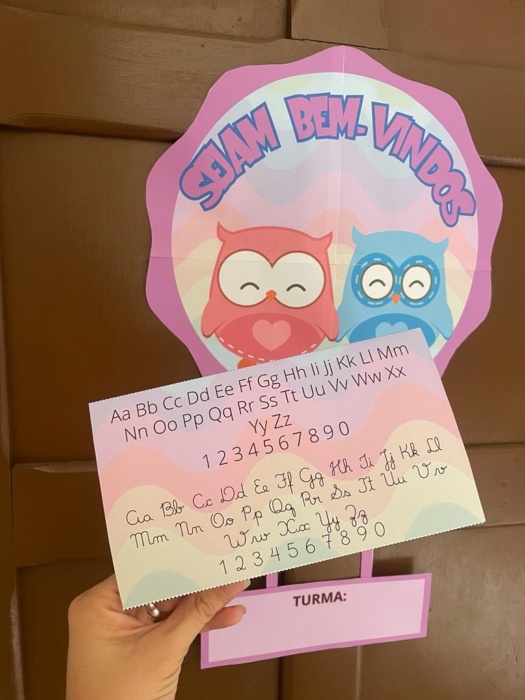 SEJAM BEM-VINDOS
Aa Bb Cc Dd Ee Ff Gg Hh Ii Jj Kk Ll Mm
Nn Oo Pp Qq Rr Ss Tt Uu Vv Ww Xx
Yy Zz
1 2 3 4 5 6 7 8 9 0
Aa Bb Cc Dd Ee Ff Gg Hh Ii Jj Kk Ll
Mm Nn Oo Pp Qq Rr Ss Tt Uu Vv
Ww Xx Yy Zz
1 2 3 4 5 6 7 8 9 0
TURMA: